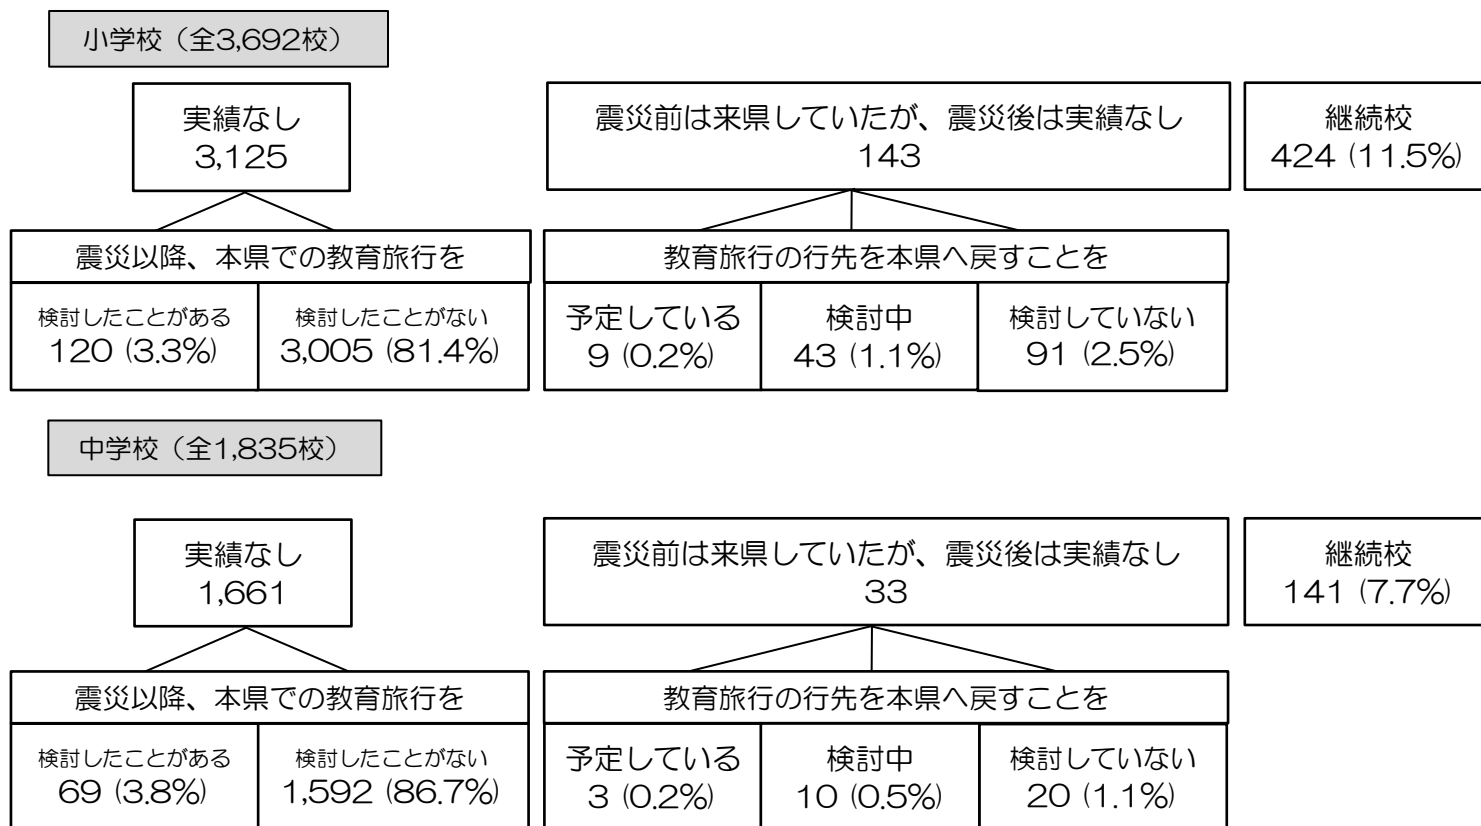 小学校（全3,692校）
実績なし
3,125
震災前は来県していたが、震災後は実績なし
143
継続校
424 (11.5%)
震災以降、本県での教育旅行を
検討したことがある
120 (3.3%)
検討したことがない
3,005 (81.4%)
教育旅行の行先を本県へ戻すことを
予定している
9 (0.2%)
検討中
43 (1.1%)
検討していない
91 (2.5%)
中学校（全1,835校）
実績なし
1,661
震災前は来県していたが、震災後は実績なし
33
継続校
141 (7.7%)
震災以降、本県での教育旅行を
検討したことがある
69 (3.8%)
検討したことがない
1,592 (86.7%)
教育旅行の行先を本県へ戻すことを
予定している
3 (0.2%)
検討中
10 (0.5%)
検討していない
20 (1.1%)